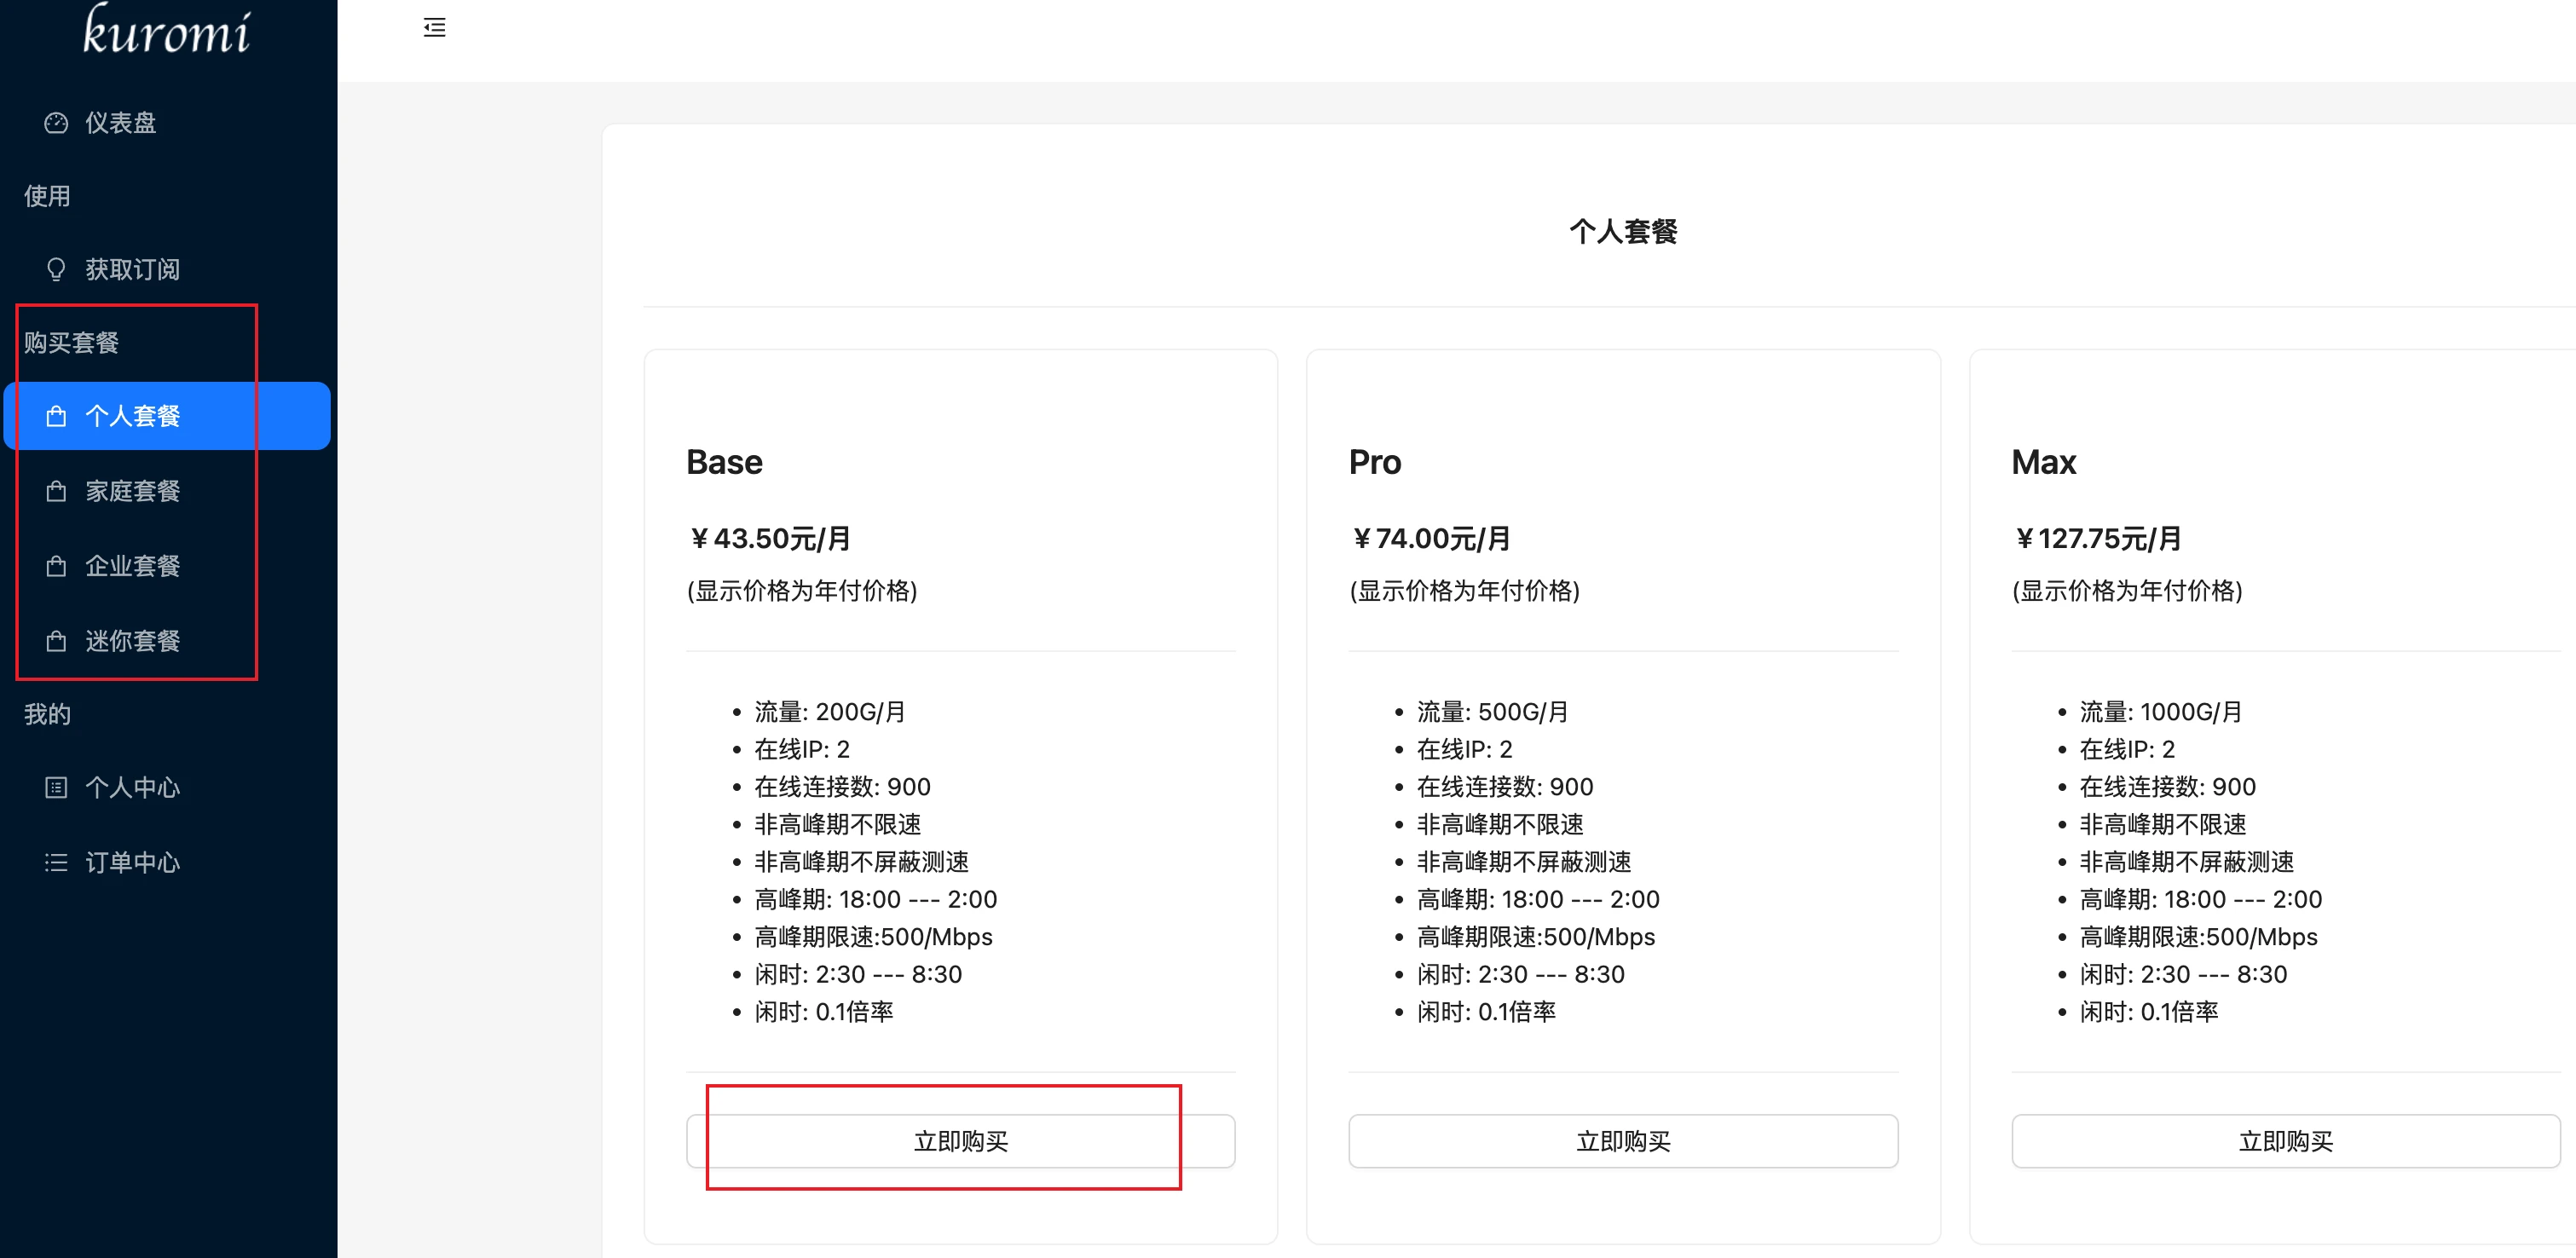 kuromi
仪表盘
使用
获取订阅
购买套餐
个人套餐
家庭套餐
企业套餐
迷你套餐
我的
个人中心
订单中心
个人套餐
Base
￥43.50元/月
(显示价格为年付价格)
流量: 200G/月
在线IP: 2
在线连接数: 900
非高峰期不限速
非高峰期不屏蔽测速
高峰期: 18:00 --- 2:00
高峰期限速:500/Mbps
闲时: 2:30 --- 8:30
闲时: 0.1倍率
立即购买
Pro
￥74.00元/月
(显示价格为年付价格)
流量: 500G/月
在线IP: 2
在线连接数: 900
非高峰期不限速
非高峰期不屏蔽测速
高峰期: 18:00 --- 2:00
高峰期限速:500/Mbps
闲时: 2:30 --- 8:30
闲时: 0.1倍率
立即购买
Max
￥127.75元/月
(显示价格为年付价格)
流量: 1000G/月
在线IP: 2
在线连接数: 900
非高峰期不限速
非高峰期不屏蔽测速
高峰期: 18:00 --- 2:00
高峰期限速:500/Mbps
闲时: 2:30 --- 8:30
闲时: 0.1倍率
立即购买